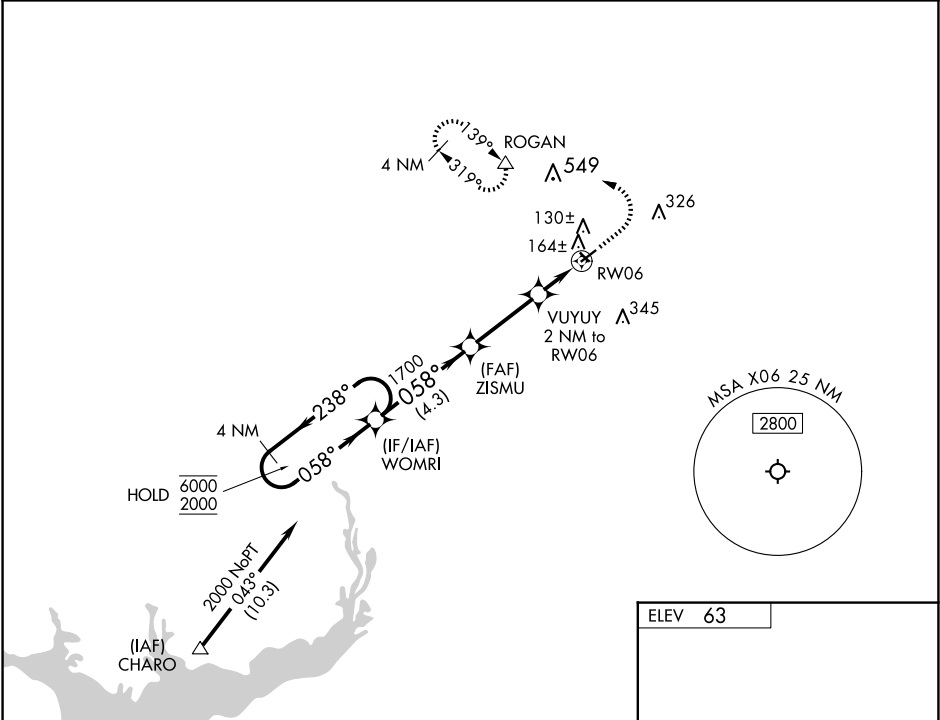 139°
ROGAN
4 NM
319°
549
326
130±
164±
RW06
345
VUYUY
2 NM to
RW06
(FAF)
ZISMU
1700
058°
(4.3)
238°
4 NM
058°
(IF/IAF)
WOMRI
HOLD
6000
2000
2000 NoPT
043°
(10.3)
(IAF)
CHARO
MSA X06 25 NM
2800
ELEV 63